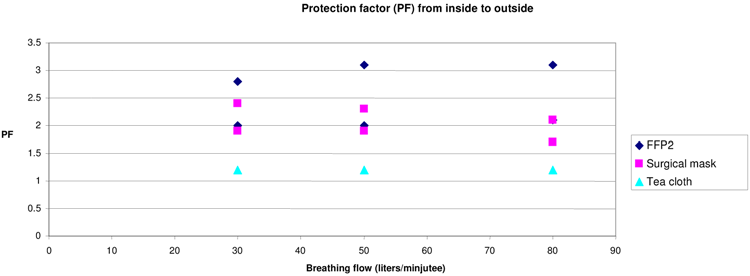 Protection factor (PF) from inside to outside
3.5
3
2.5
2
1.5
1
0.5
0
PF
0 10 20 30 40 50 60 70 80 90
Breathing flow (liters/minjutee)
FFP2
Surgical mask
Tea cloth